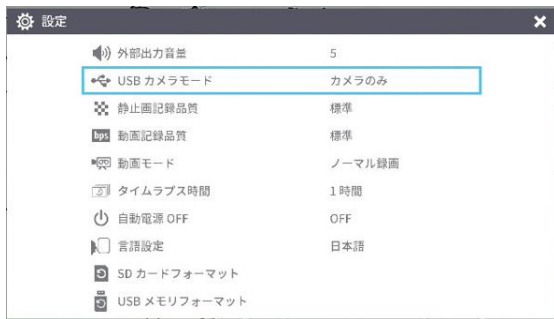 設定
外部出力音量 5
USB カメラモード カメラのみ
静止画記録品質 標準
bps 動画記録品質 標準
動画モード ノーマル録画
タイムラプス時間 1 時間
自動電源 OFF OFF
言語設定 日本語
SD カードフォーマット
USB メモリフォーマット